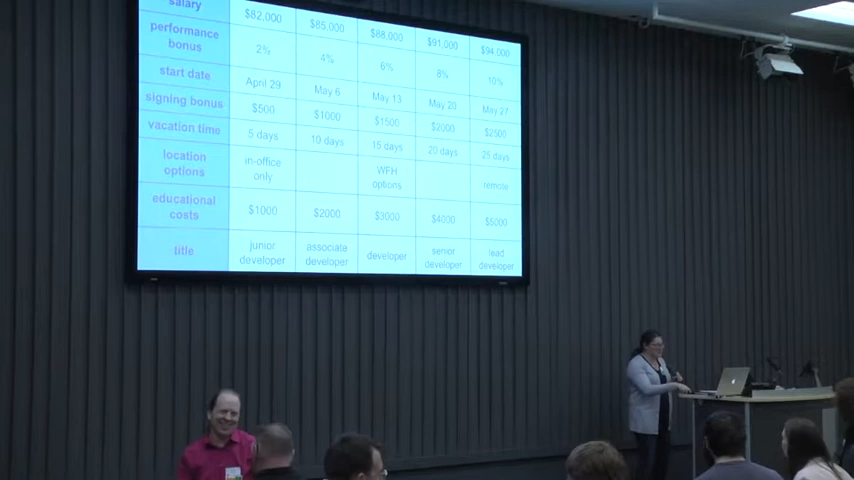 salary $82,000 $85,000 $88,000 $91,000 $94,000
performance bonus 2% 4% 6% 8% 10%
start date April 29 May 6 May 13 May 20 May 27
signing bonus $500 $1000 $1500 $2000 $2500
vacation time 5 days 10 days 15 days 20 days 25 days
location options in-office only WFH options remote
educational costs $1000 $2000 $3000 $4000 $5000
title junior developer associate developer developer senior developer lead developer